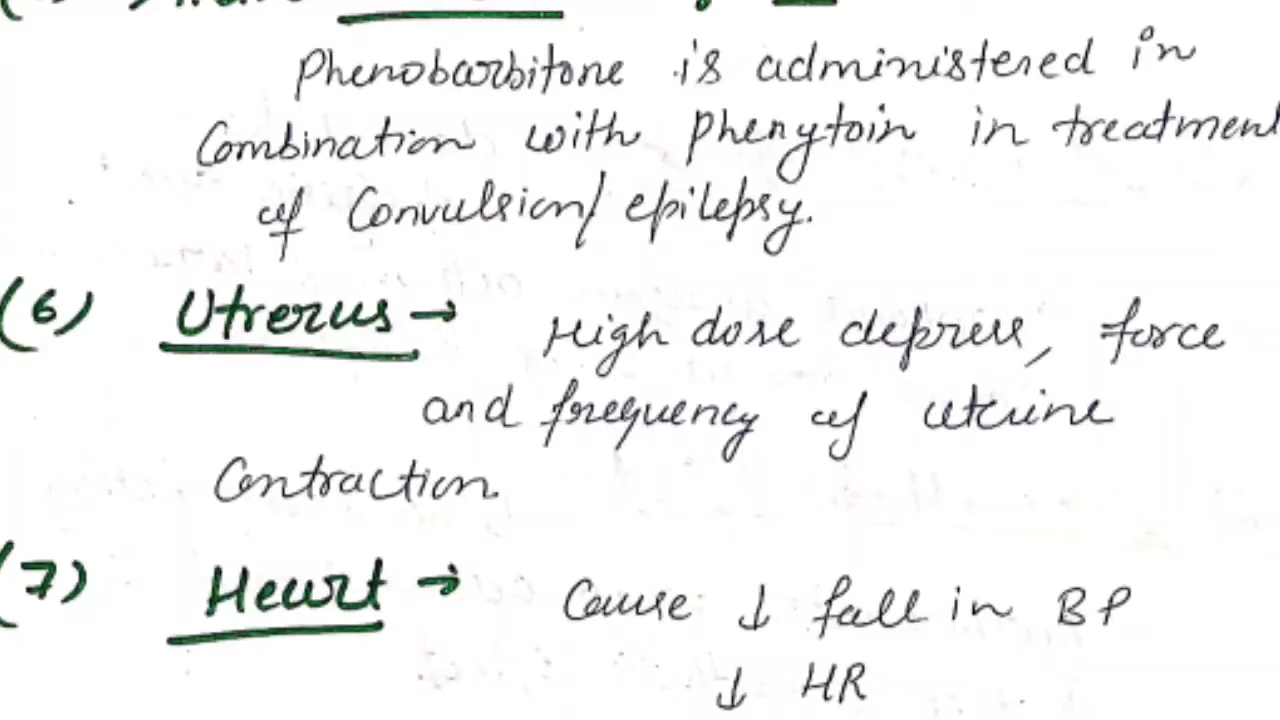 Phenobarbitone is administered in
Combination with phenytoin in treatment
of Convulsion/ epilepsy.
(6) Utrerus → High dose depress, force
and frequency of uterine
Contraction.
(7) Heart → Cause ↓ fall in BP
↓ HR